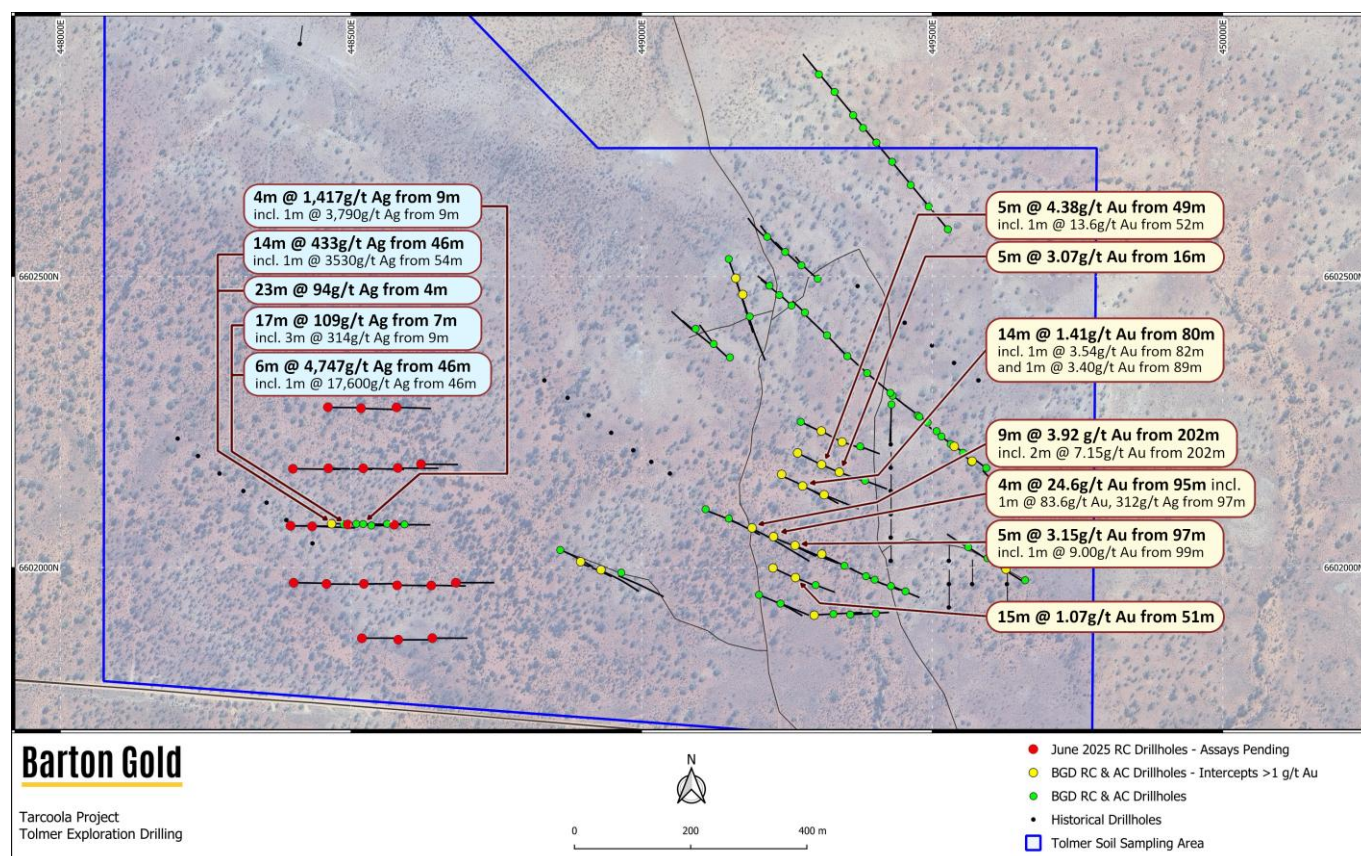 448000E
448500E
449000E
449500E
450000E
6602500N
6602500N
6602000N
6602000N
4m @ 1,417g/t Ag from 9m
incl. 1m @ 3,790g/t Ag from 9m
14m @ 433g/t Ag from 46m
incl. 1m @ 3530g/t Ag from 54m
23m @ 94g/t Ag from 4m
17m @ 109g/t Ag from 7m
incl. 3m @ 314g/t Ag from 9m
6m @ 4,747g/t Ag from 46m
incl. 1m @ 17,600g/t Ag from 46m
5m @ 4.38g/t Au from 49m
incl. 1m @ 13.6g/t Au from 52m
5m @ 3.07g/t Au from 16m
14m @ 1.41g/t Au from 80m
incl. 1m @ 3.54g/t Au from 82m
and 1m @ 3.40g/t Au from 89m
9m @ 3.92 g/t Au from 202m
incl. 2m @ 7.15g/t Au from 202m
4m @ 24.6g/t Au from 95m incl.
1m @ 83.6g/t Au, 312g/t Ag from 97m
5m @ 3.15g/t Au from 97m
incl. 1m @ 9.00g/t Au from 99m
15m @ 1.07g/t Au from 51m
Barton Gold
Tarcoola Project
Tolmer Exploration Drilling
N
0 200 400 m
June 2025 RC Drillholes - Assays Pending
BGD RC & AC Drillholes - Intercepts >1 g/t Au
BGD RC & AC Drillholes
Historical Drillholes
Tolmer Soil Sampling Area